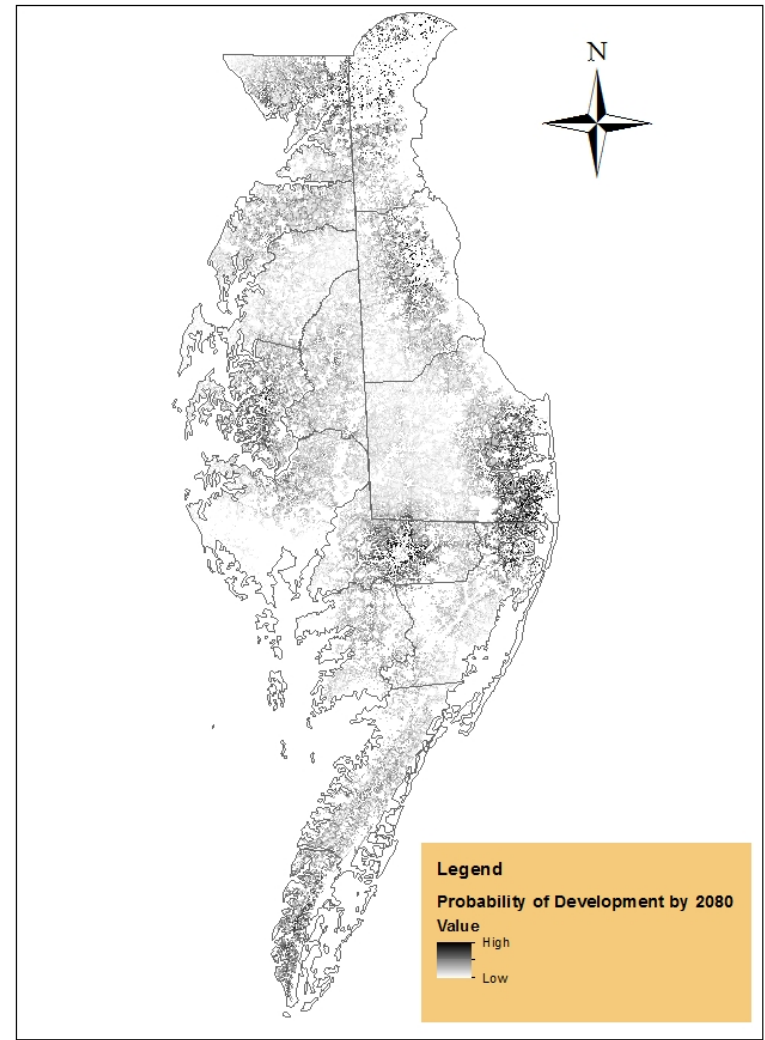 N
Legend
Probability of Development by 2080
Value
High
Low